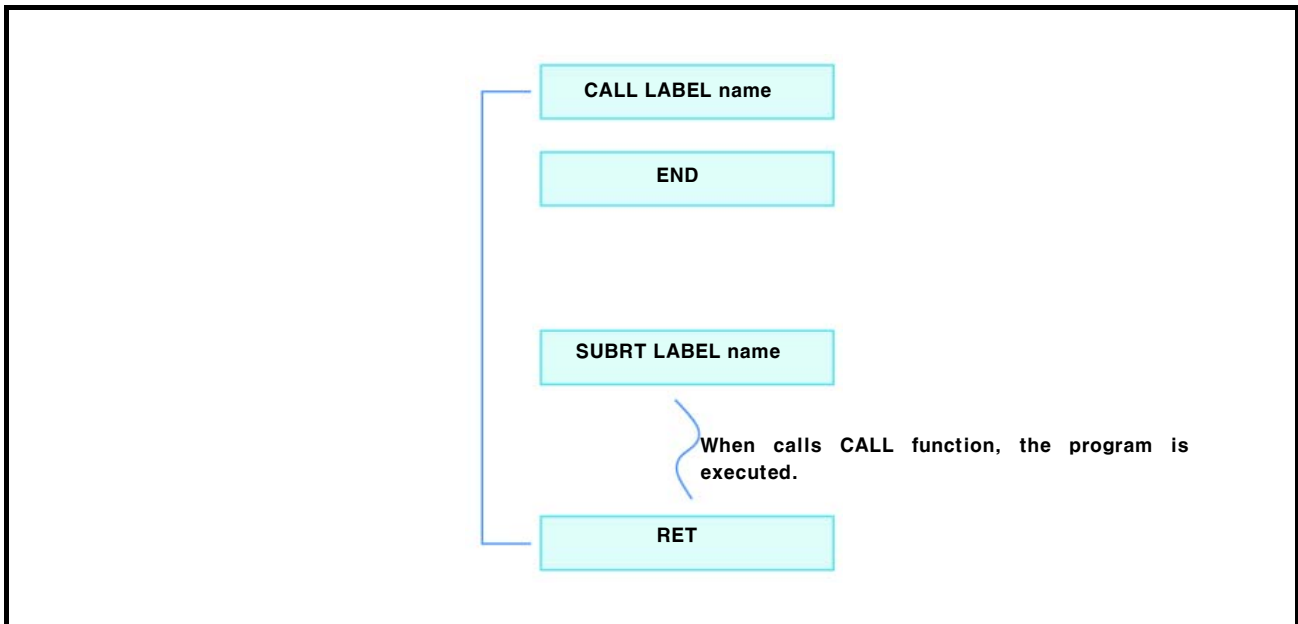 CALL LABEL name
END
SUBRT LABEL name
When calls CALL function, the program is
executed.
RET